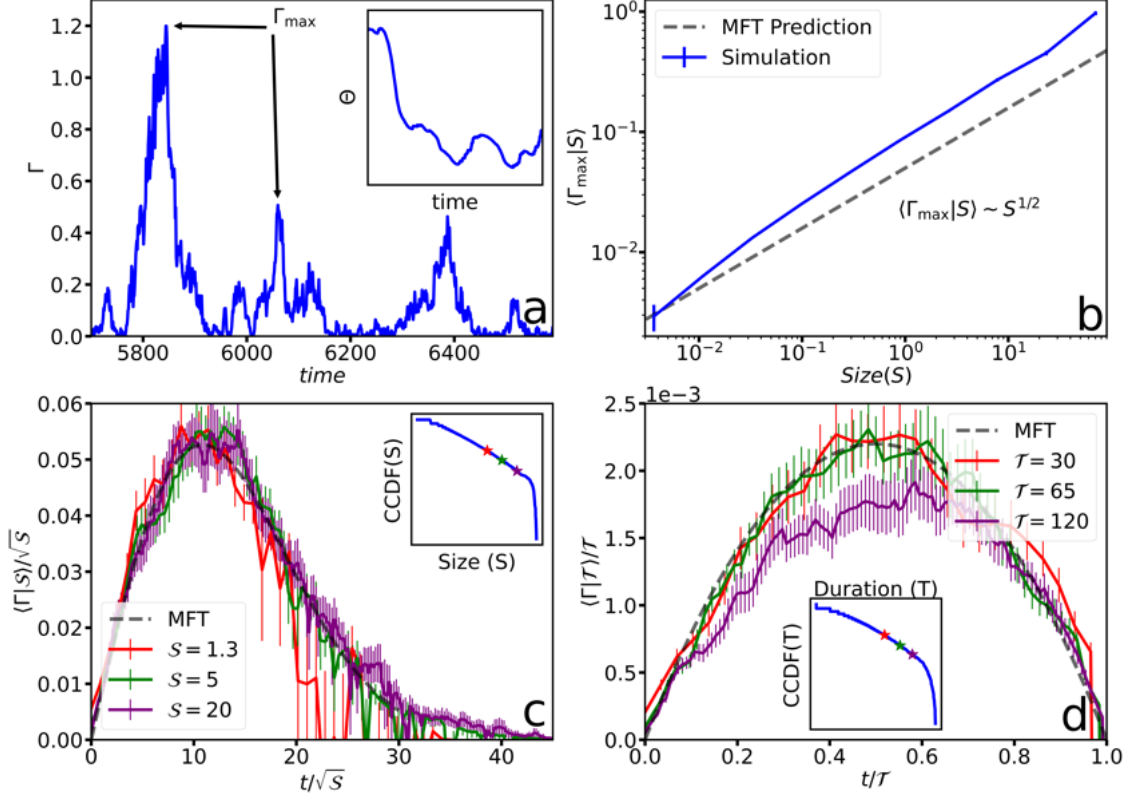 a
Γ
1.2
1.0
0.8
0.6
0.4
0.2
0.0
Γmax
Θ
time
5800
6000
6200
6400
time
b
⟨Γmax|S⟩
10⁰
10⁻¹
10⁻²
MFT Prediction
Simulation
⟨Γmax|S⟩ ~ S^{1/2}
10⁻²
10⁻¹
10⁰
10¹
Size(S)
c
⟨Γ|𝒮⟩/√𝒮
0.06
0.05
0.04
0.03
0.02
0.01
0.00
CCDF(S)
Size (S)
MFT
𝒮 = 1.3
𝒮 = 5
𝒮 = 20
0
10
20
30
40
t/√𝒮
d
1e−3
⟨Γ|𝒯⟩/𝒯
2.5
2.0
1.5
1.0
0.5
0.0
MFT
𝒯 = 30
𝒯 = 65
𝒯 = 120
Duration (T)
CCDF(T)
0.0
0.2
0.4
0.6
0.8
1.0
t/𝒯